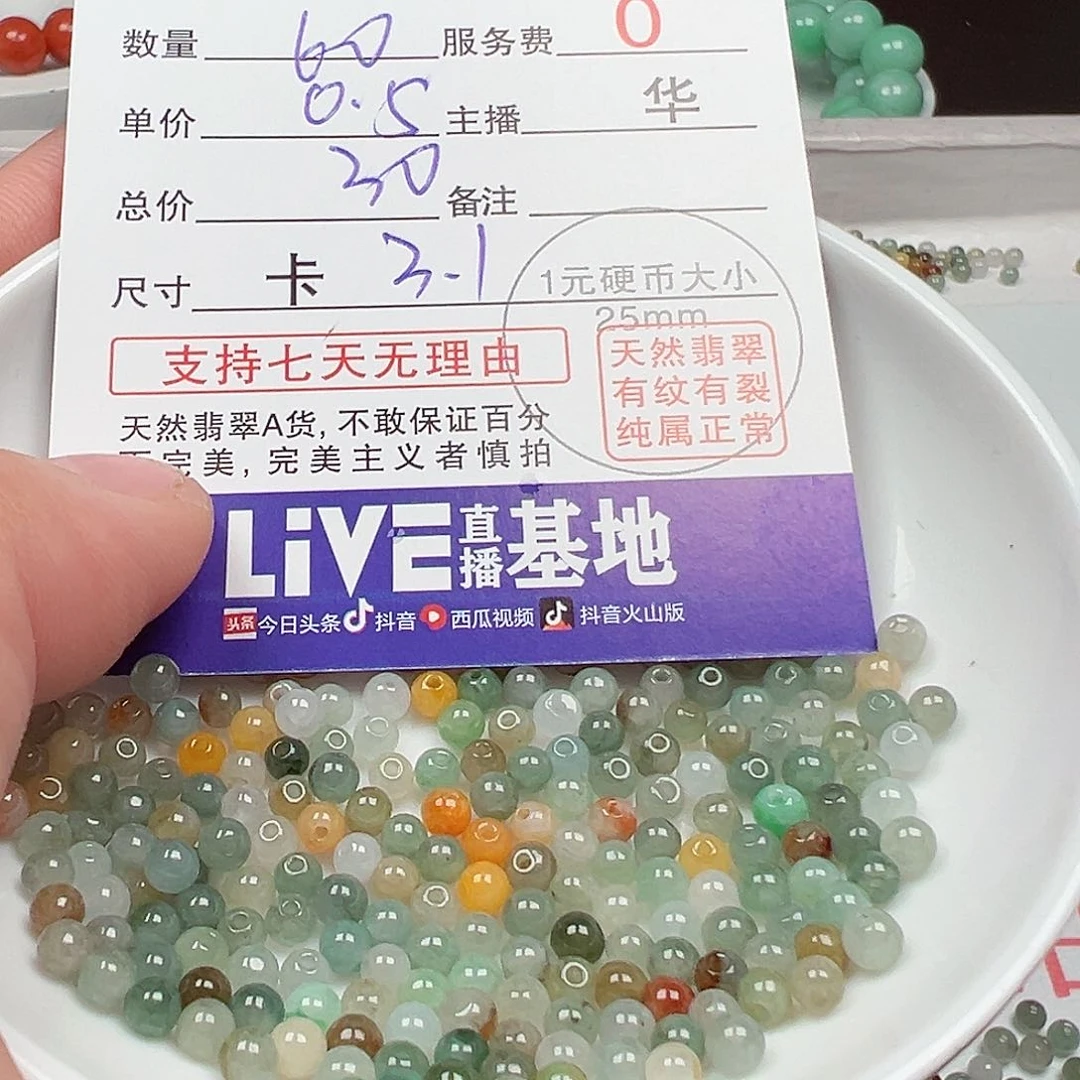 数量 60 服务费 0
单价 0.5 主播 华
总价 30 备注
尺寸 卡 3-1
1元硬币大小
25mm
支持七天无理由
天然翡翠
有纹有裂
纯属正常
天然翡翠A货,不敢保证百分
完美,完美主义者慎拍
LiVE 直播 基地
头条 今日头条 抖音 西瓜视频 抖音火山版